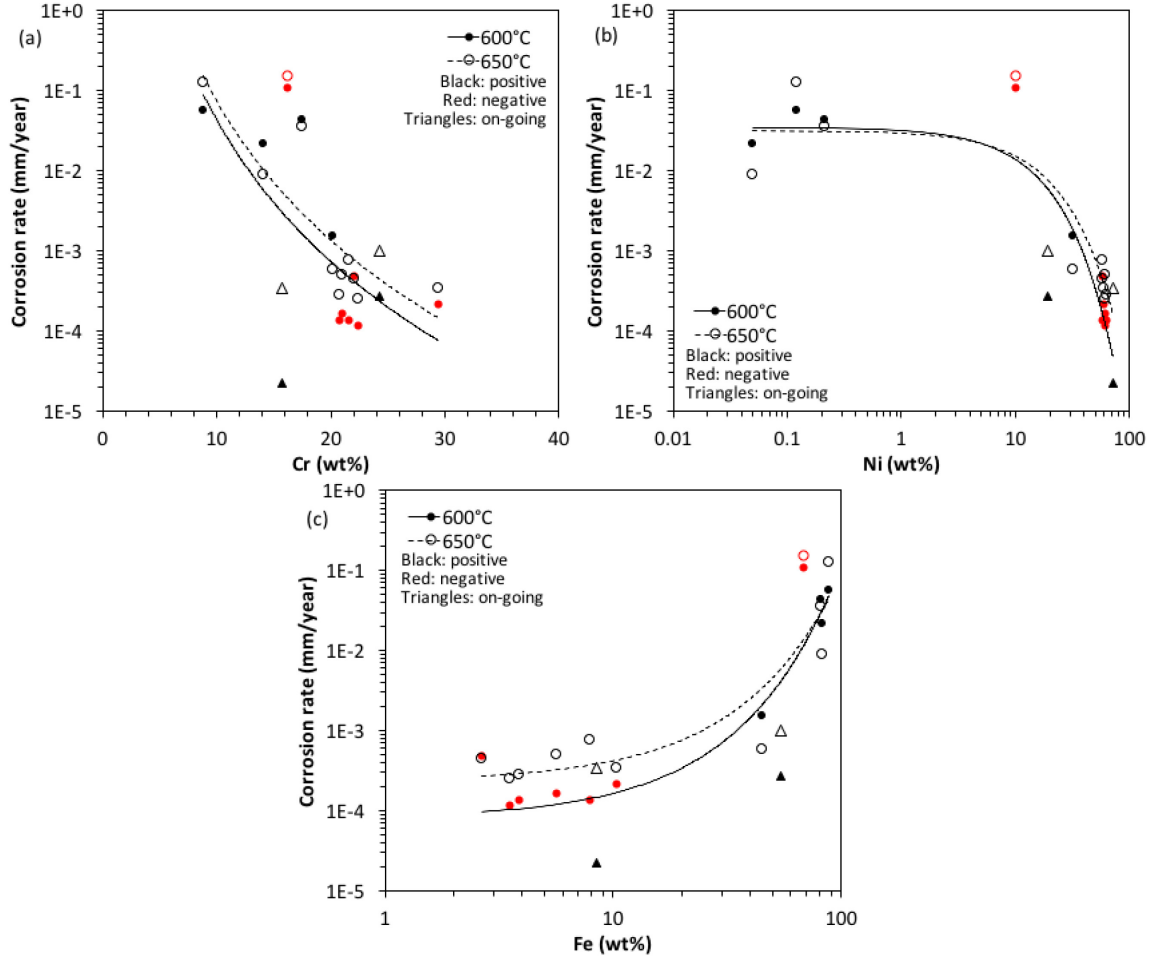 (a)
1E+0
1E-1
1E-2
1E-3
1E-4
1E-5
Corrosion rate (mm/year)
600°C
650°C
Black: positive
Red: negative
Triangles: on-going
0 10 20 30 40
Cr (wt%)
(b)
1E+0
1E-1
1E-2
1E-3
1E-4
1E-5
Corrosion rate (mm/year)
600°C
650°C
Black: positive
Red: negative
Triangles: on-going
0.01 0.1 1 10 100
Ni (wt%)
(c)
1E+0
1E-1
1E-2
1E-3
1E-4
1E-5
Corrosion rate (mm/year)
600°C
650°C
Black: positive
Red: negative
Triangles: on-going
1 10 100
Fe (wt%)